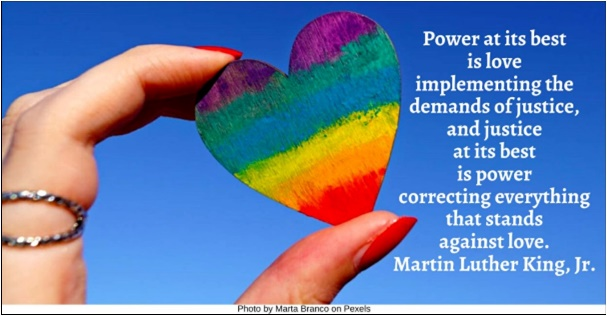 Power at its best
is love
implementing the
demands of justice,
and justice
at its best
is power
correcting everything
that stands
against love.
Martin Luther King, Jr.
Photo by Marta Branco on Pexels